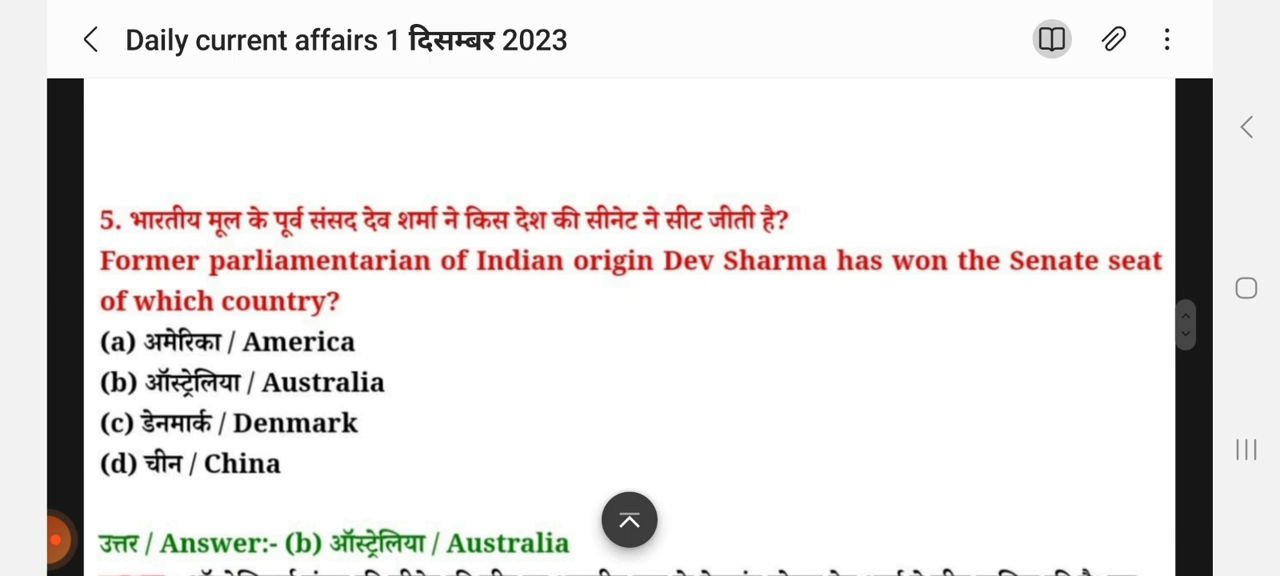 Daily current affairs 1 दिसम्बर 2023
5. भारतीय मूल के पूर्व संसद देव शर्मा ने किस देश की सीनेट ने सीट जीती है?
Former parliamentarian of Indian origin Dev Sharma has won the Senate seat
of which country?
(a) अमेरिका / America
(b) ऑस्ट्रेलिया / Australia
(c) डेनमार्क / Denmark
(d) चीन / China
उत्तर / Answer:- (b) ऑस्ट्रेलिया / Australia